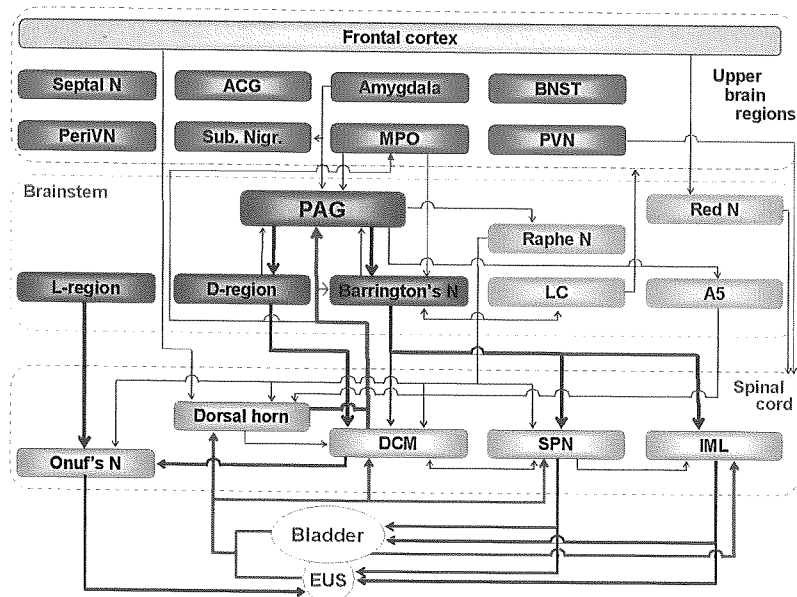 Frontal cortex
Septal N
ACG
Amygdala
BNST
Upper
brain
regions
PeriVN
Sub. Nigr.
MPO
PVN
Brainstem
PAG
Red N
Raphe N
L-region
D-region
Barrington's N
LC
A5
Spinal
cord
Dorsal horn
Onuf's N
DCM
SPN
IML
Bladder
EUS